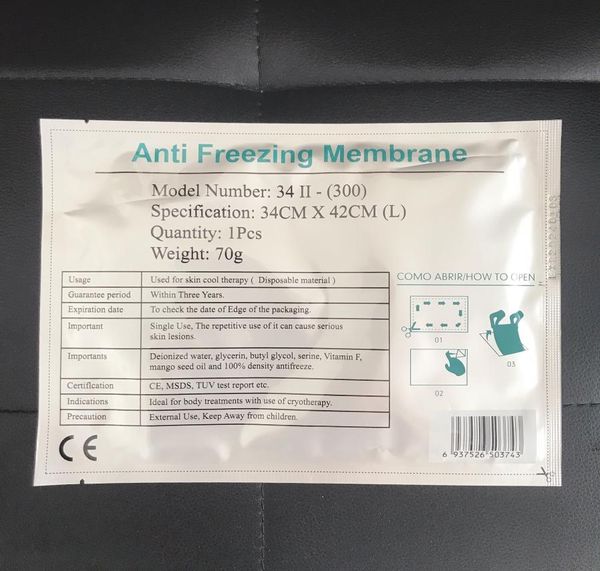 Anti Freezing Membrane
Model Number: 34 II - (300)
Specification: 34CM X 42CM (L)
Quantity: 1Pcs
Weight: 70g
Usage Used for skin cool therapy ( Disposable material )
Guarantee period Within Three Years.
Expiration date To check the date of Edge of the packaging.
Important Single Use, The repetitive use of it can cause serious
skin lesions.
Importants Deionized water, glycerin, butyl glycol, serine, Vitamin F,
mango seed oil and 100% density antifreeze.
Certiflcation CE, MSDS, TUV test report etc.
Indications Ideal for body treatments with use of cryotherapy.
Precaution External Use, Keep Away from children.
CE
COMO ABRIR/HOW TO OPEN
01
02
03
6 937526 503743